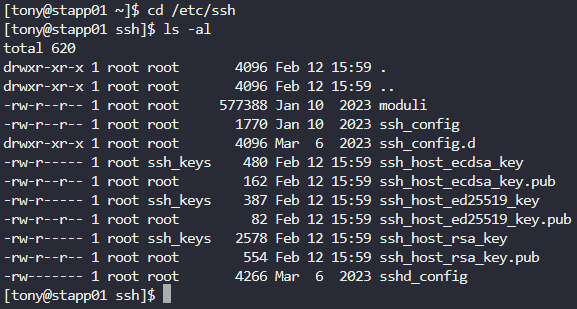 [tony@stapp01 ~]$ cd /etc/ssh
[tony@stapp01 ssh]$ ls -al
total 620
drwxr-xr-x 1 root root       4096 Feb 12 15:59 .
drwxr-xr-x 1 root root       4096 Feb 12 15:59 ..
-rw-r--r-- 1 root root     577388 Jan 10  2023 moduli
-rw-r--r-- 1 root root       1770 Jan 10  2023 ssh_config
drwxr-xr-x 1 root root       4096 Mar  6  2023 ssh_config.d
-rw-r----- 1 root ssh_keys    480 Feb 12 15:59 ssh_host_ecdsa_key
-rw-r--r-- 1 root root        162 Feb 12 15:59 ssh_host_ecdsa_key.pub
-rw-r----- 1 root ssh_keys    387 Feb 12 15:59 ssh_host_ed25519_key
-rw-r--r-- 1 root root         82 Feb 12 15:59 ssh_host_ed25519_key.pub
-rw-r----- 1 root ssh_keys   2578 Feb 12 15:59 ssh_host_rsa_key
-rw-r--r-- 1 root root        554 Feb 12 15:59 ssh_host_rsa_key.pub
-rw------- 1 root root       4266 Mar  6  2023 sshd_config
[tony@stapp01 ssh]$